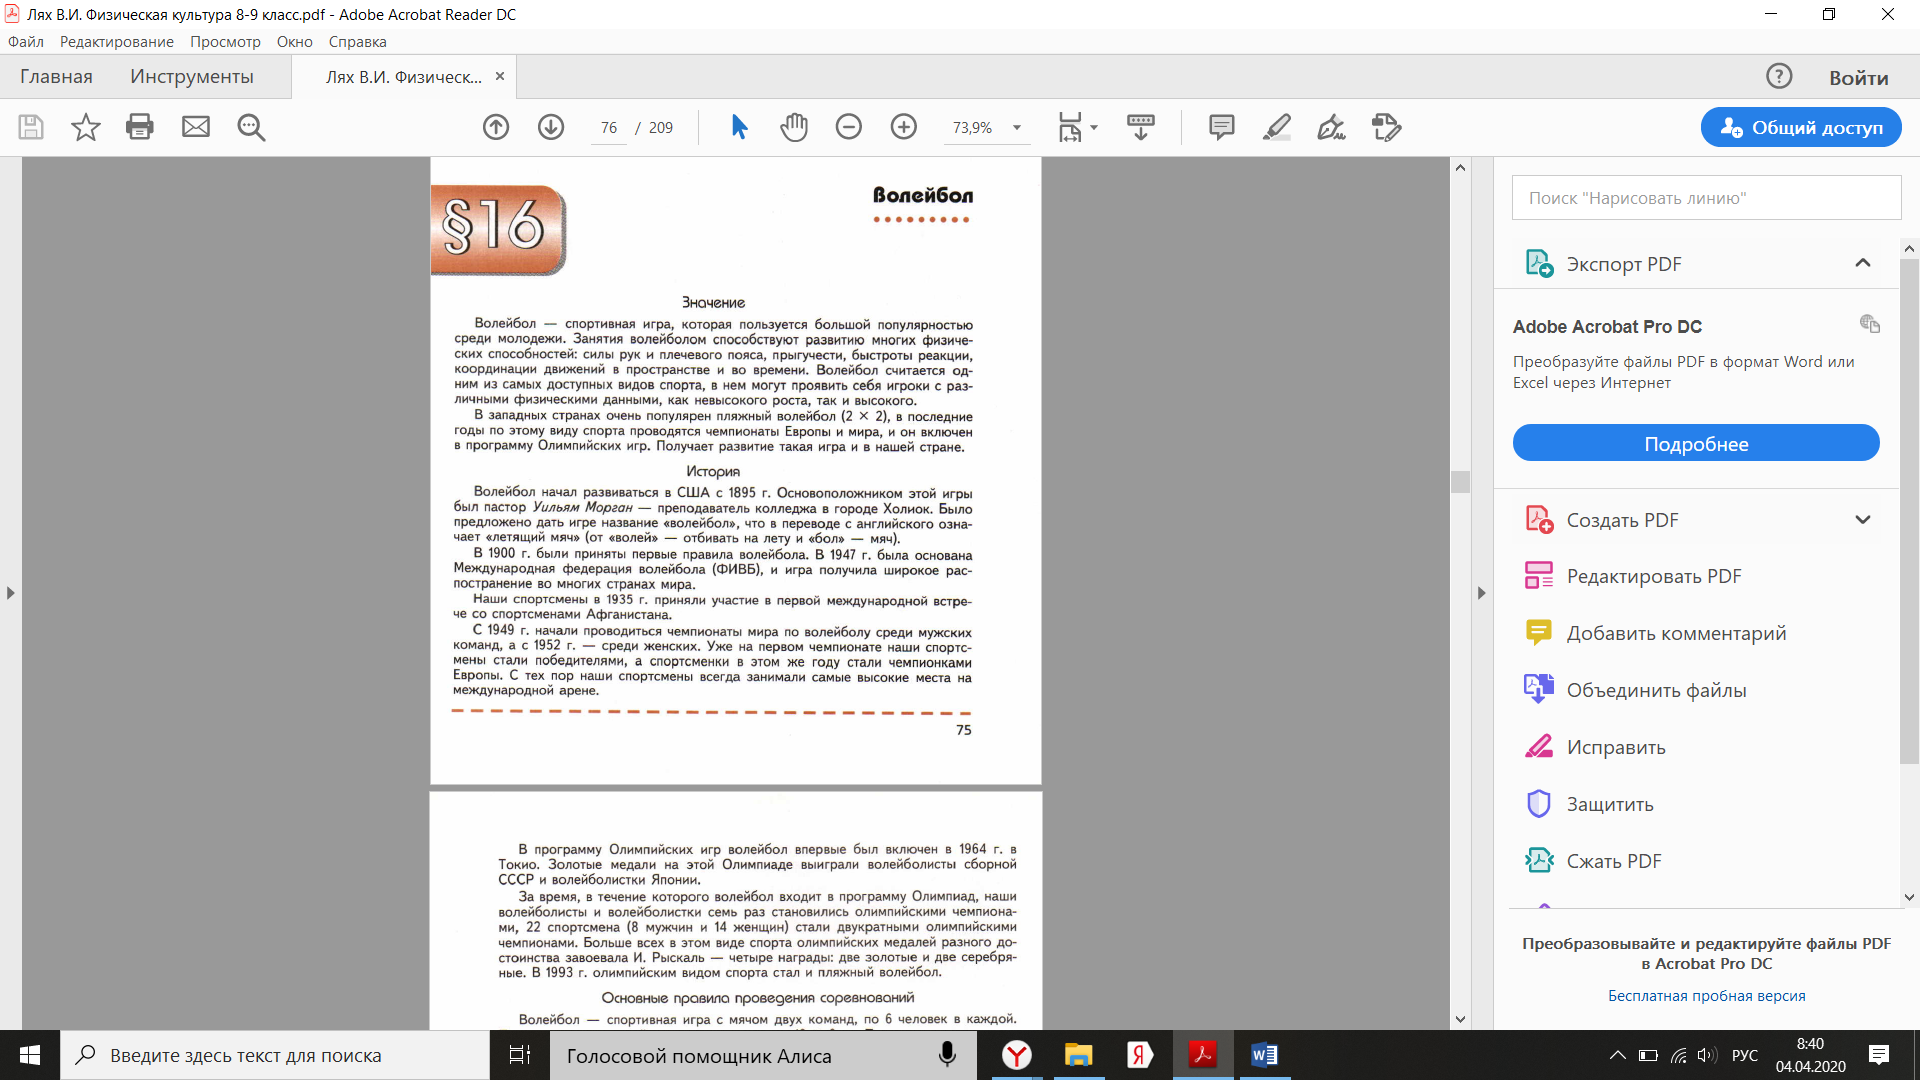 Лях В.И. Физическая культура 8-9 класс.pdf - Adobe Acrobat Reader DC
Файл Редактирование Просмотр Окно Справка
Главная Инструменты Лях В.И. Физическ... × Войти
76 / 209 73,9% Общий доступ
§16
Волейбол
Значение
Волейбол — спортивная игра, которая пользуется большой популярностью
среди молодежи. Занятия волейболом способствуют развитию многих физиче-
ских способностей: силы рук и плечевого пояса, прыгучести, быстроты реакции,
координации движений в пространстве и во времени. Волейбол считается од-
ним из самых доступных видов спорта, в нем могут проявить себя игроки с раз-
личными физическими данными, как невысокого роста, так и высокого.
В западных странах очень популярен пляжный волейбол (2 × 2), в последние
годы по этому виду спорта проводятся чемпионаты Европы и мира, и он включен
в программу Олимпийских игр. Получает развитие такая игра и в нашей стране.
История
Волейбол начал развиваться в США с 1895 г. Основоположником этой игры
был пастор Уильям Морган — преподаватель колледжа в городе Холиок. Было
предложено дать игре название «волейбол», что в переводе с английского озна-
чает «летящий мяч» (от «волей» — отбивать на лету и «бол» — мяч).
В 1900 г. были приняты первые правила волейбола. В 1947 г. была основана
Международная федерация волейбола (ФИВБ), и игра получила широкое рас-
постранение во многих странах мира.
Наши спортсмены в 1935 г. приняли участие в первой международной встре-
че со спортсменами Афганистана.
С 1949 г. начали проводиться чемпионаты мира по волейболу среди мужских
команд, а с 1952 г. — среди женских. Уже на первом чемпионате наши спортс-
мены стали победителями, а спортсменки в этом же году стали чемпионками
Европы. С тех пор наши спортсмены всегда занимали самые высокие места на
международной арене.
75
В программу Олимпийских игр волейбол впервые был включен в 1964 г. в
Токио. Золотые медали на этой Олимпиаде выиграли волейболисты сборной
СССР и волейболистки Японии.
За время, в течение которого волейбол входит в программу Олимпиад, наши
волейболисты и волейболистки семь раз становились олимпийскими чемпиона-
ми, 22 спортсмена (8 мужчин и 14 женщин) стали двукратными олимпийскими
чемпионами. Больше всех в этом виде спорта олимпийских медалей разного до-
стоинства завоевала И. Рыскаль — четыре награды: две золотые и две серебря-
ные. В 1993 г. олимпийским видом спорта стал и пляжный волейбол.
Основные правила проведения соревнований
Волейбол — спортивная игра с мячом двух команд, по 6 человек в каждой.
Поиск "Нарисовать линию"
Экспорт PDF
Adobe Acrobat Pro DC
Преобразуйте файлы PDF в формат Word или
Excel через Интернет
Подробнее
Создать PDF
Редактировать PDF
Добавить комментарий
Объединить файлы
Исправить
Защитить
Сжать PDF
Преобразовывайте и редактируйте файлы PDF
в Acrobat Pro DC
Бесплатная пробная версия
Введите здесь текст для поиска
Голосовой помощник Алиса
РУС
8:40
04.04.2020